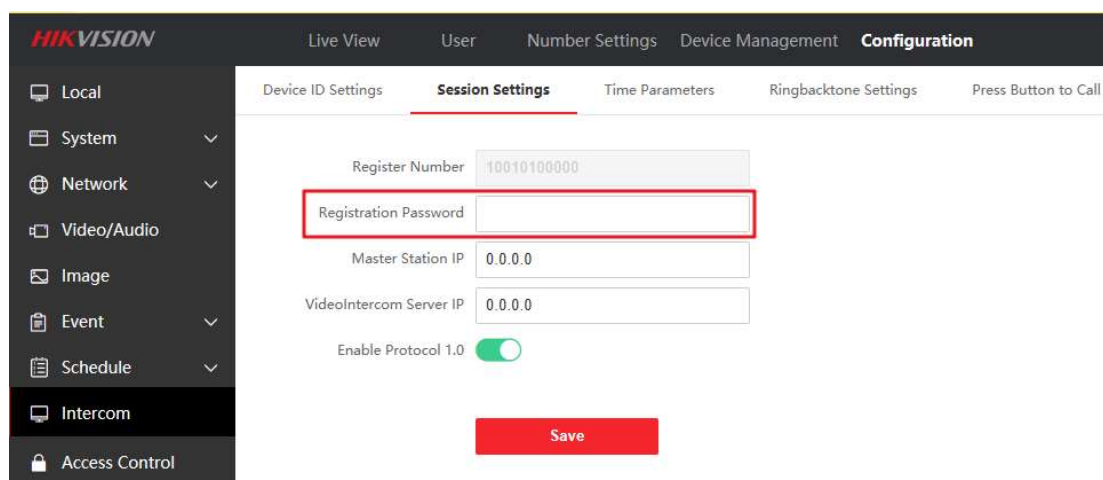 HIKVISION
Live View User Number Settings Device Management Configuration
Local
System
Network
Video/Audio
Image
Event
Schedule
Intercom
Access Control
Device ID Settings Session Settings Time Parameters Ringbacktone Settings Press Button to Call
Register Number 10010100000
Registration Password
Master Station IP 0.0.0.0
VideoIntercom Server IP 0.0.0.0
Enable Protocol 1.0
Save